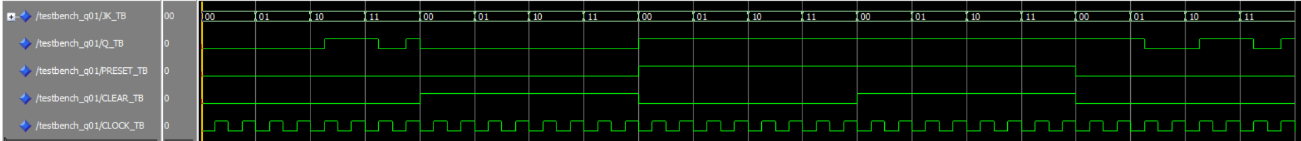 /testbench_q01/JK_TB 00 00 01 10 11 00 01 10 11 00 01 10 11 00 01 10 11 00 01 10 11
/testbench_q01/Q_TB 0
/testbench_q01/PRESET_TB 0
/testbench_q01/CLEAR_TB 0
/testbench_q01/CLOCK_TB 0